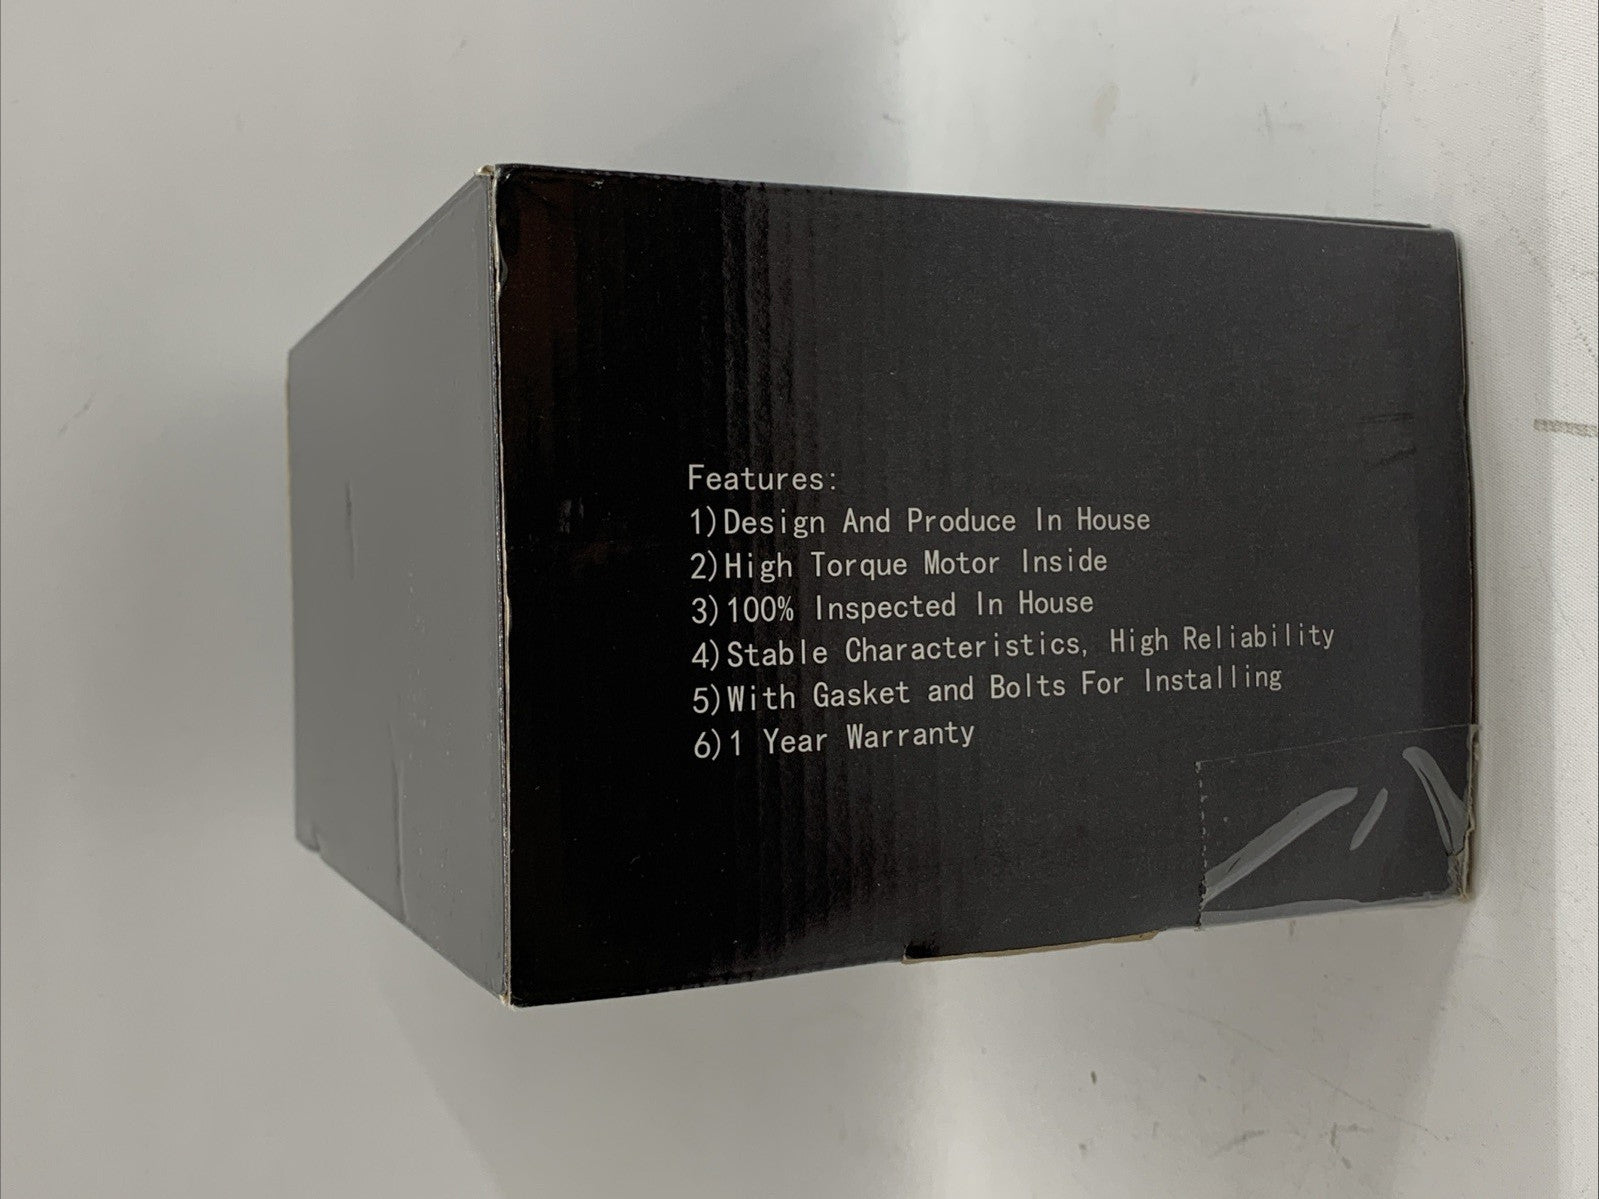 Features:
1)Design And Produce In House
2)High Torque Motor Inside
3)100% Inspected In House
4)Stable Characteristics, High Reliability
5)With Gasket and Bolts For Installing
6)1 Year Warranty